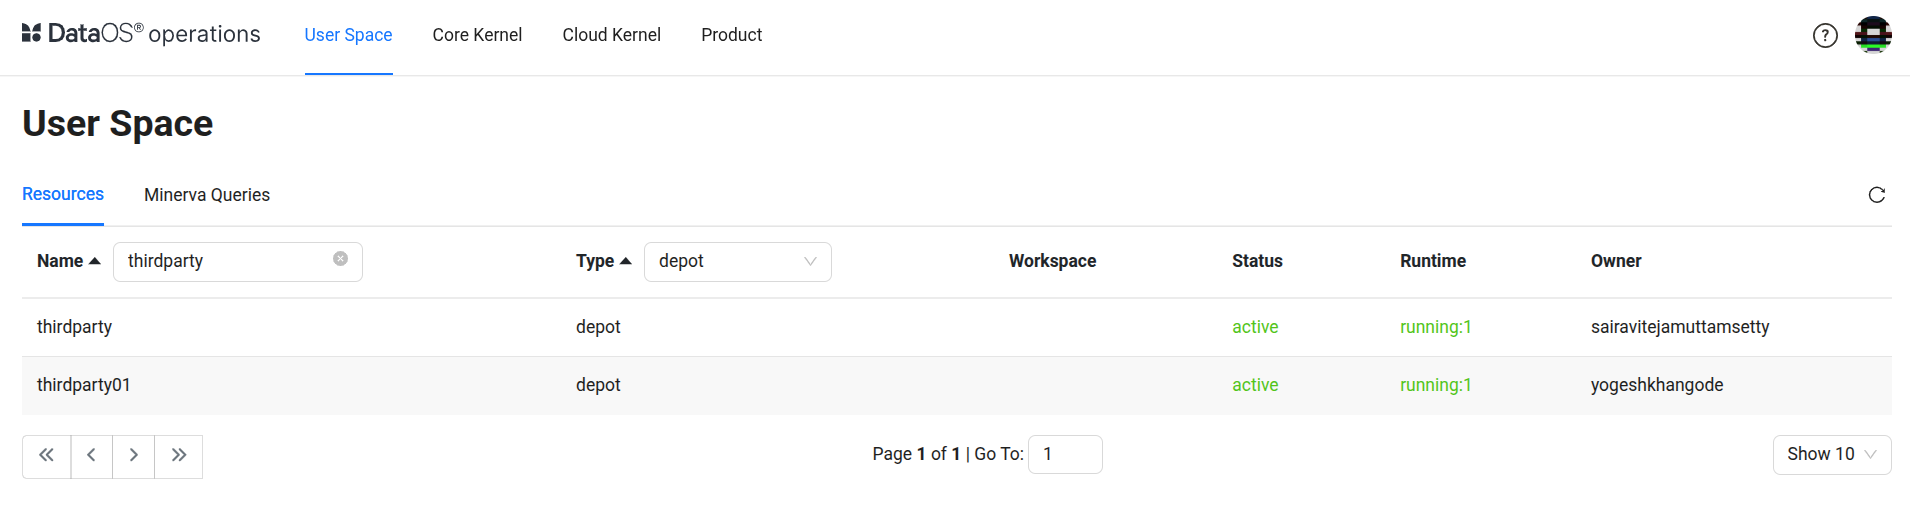 DataOS® operations User Space Core Kernel Cloud Kernel Product ?
User Space
Resources Minerva Queries
Name thirdparty Type depot Workspace Status Runtime Owner
thirdparty depot active running:1 sairavitejamuttamsetty
thirdparty01 depot active running:1 yogeshkhangode
Page 1 of 1 | Go To: 1 Show 10